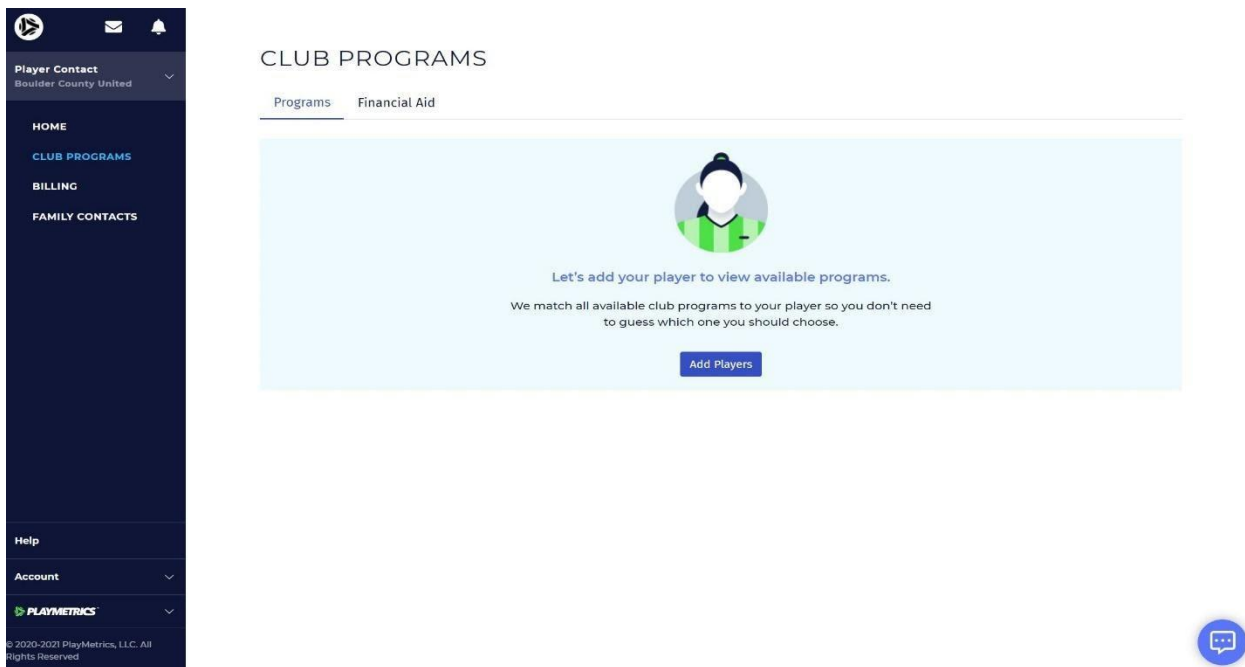 Player Contact
Boulder County United
HOME
CLUB PROGRAMS
BILLING
FAMILY CONTACTS
Help
Account
PLAYMETRICS
© 2020-2021 PlayMetrics, LLC. All
Rights Reserved
CLUB PROGRAMS
Programs Financial Aid
Let's add your player to view available programs.
We match all available club programs to your player so you don't need
to guess which one you should choose.
Add Players